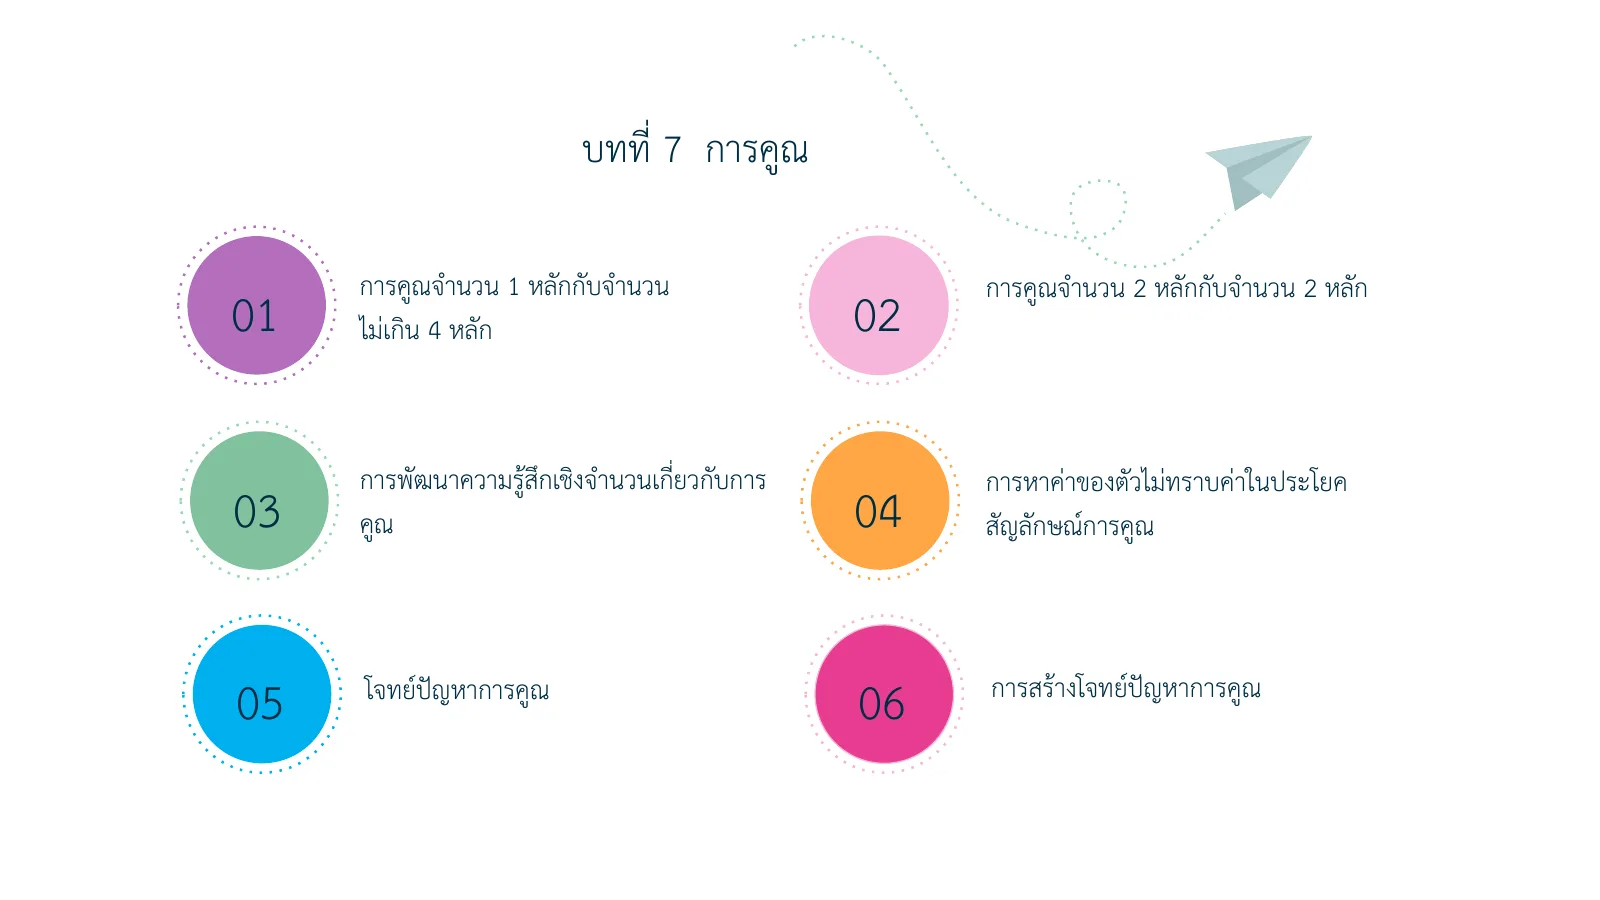 บทที่ 7 การคูณ
01
การคูณจำนวน 1 หลักกับจำนวน
ไม่เกิน 4 หลัก
02
การคูณจำนวน 2 หลักกับจำนวน 2 หลัก
03
การพัฒนาความรู้สึกเชิงจำนวนเกี่ยวกับการ
คูณ
04
การหาค่าของตัวไม่ทราบค่าในประโยค
สัญลักษณ์การคูณ
05
โจทย์ปัญหาการคูณ
06
การสร้างโจทย์ปัญหาการคูณ